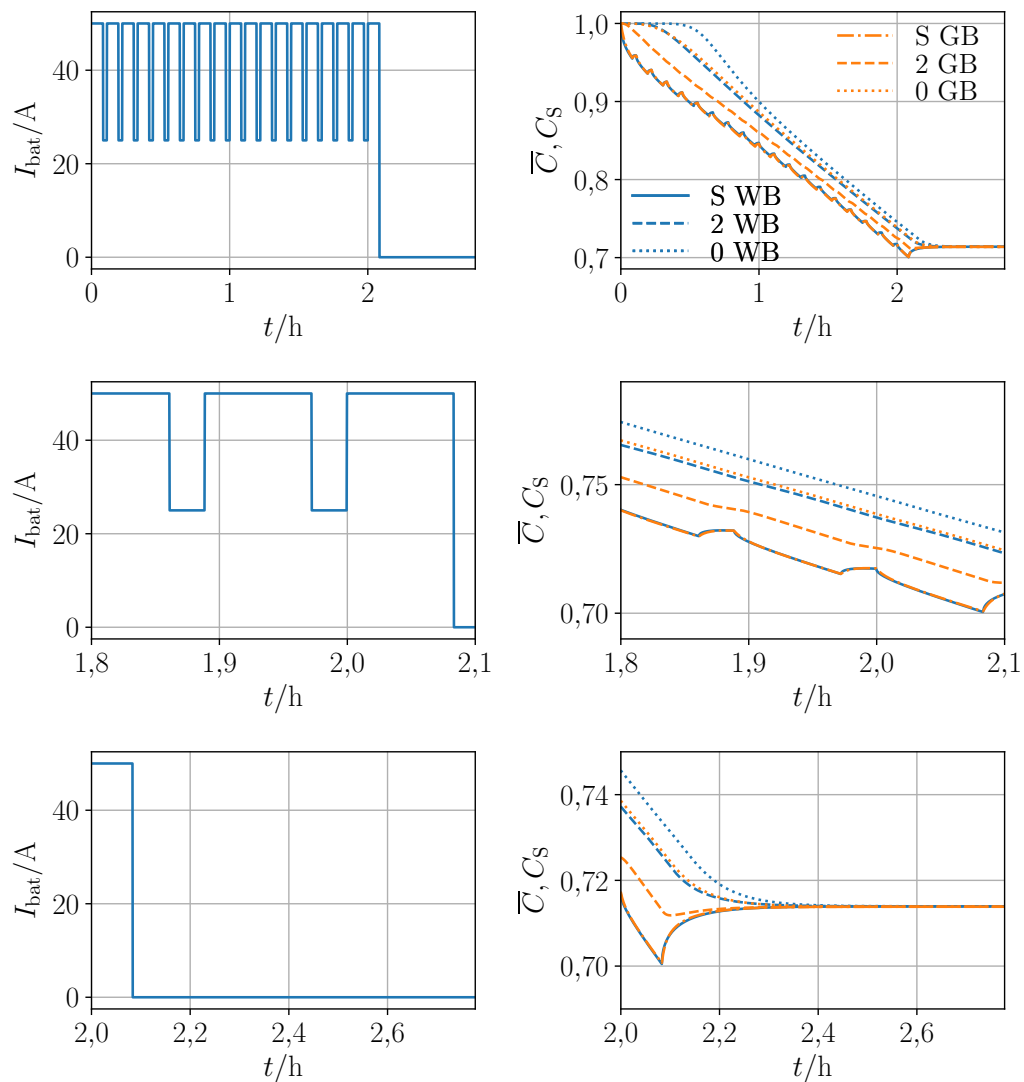 I_bat/A
40
20
0
0
1
2
t/h
C̅, C_S
1,0
0,9
0,8
0,7
S GB
2 GB
0 GB
S WB
2 WB
0 WB
0
1
2
t/h
I_bat/A
40
20
0
1,8
1,9
2,0
2,1
t/h
C̅, C_S
0,75
0,70
1,8
1,9
2,0
2,1
t/h
I_bat/A
40
20
0
2,0
2,2
2,4
2,6
t/h
C̅, C_S
0,74
0,72
0,70
2,0
2,2
2,4
2,6
t/h